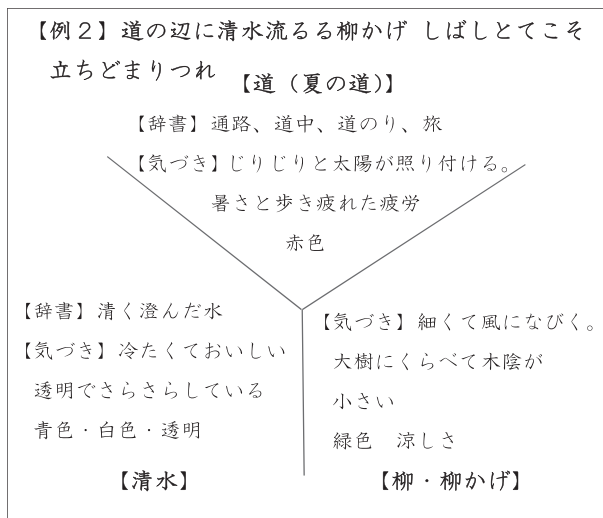 【例２】道の辺に清水流るる柳かげ しばしとてこそ
立ちどまりつれ
【道（夏の道）】
【辞書】通路、道中、道のり、旅
【気づき】じりじりと太陽が照り付ける。
暑さと歩き疲れた疲労
赤色
【辞書】清く澄んだ水
【気づき】冷たくておいしい
透明でさらさらしている
青色・白色・透明
【清水】
【気づき】細くて風になびく。
大樹にくらべて木陰が
小さい
緑色　涼しさ
【柳・柳かげ】